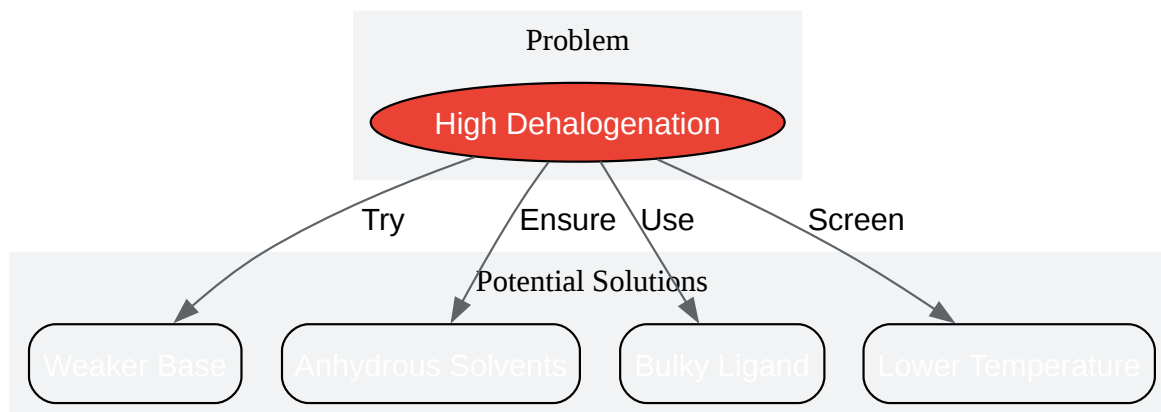 Problem
High Dehalogenation
Try
Ensure
Use
Screen
Potential Solutions
Weaker Base
Anhydrous Solvents
Bulky Ligand
Lower Temperature